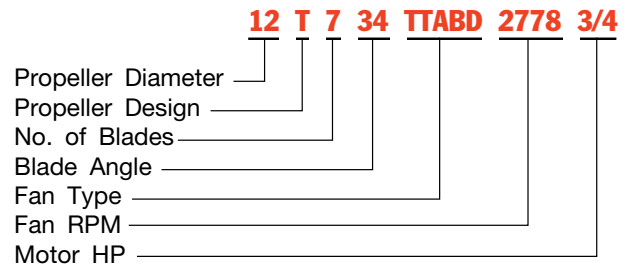 12 T 7 34 TTABD 2778 3/4
Propeller Diameter
Propeller Design
No. of Blades
Blade Angle
Fan Type
Fan RPM
Motor HP